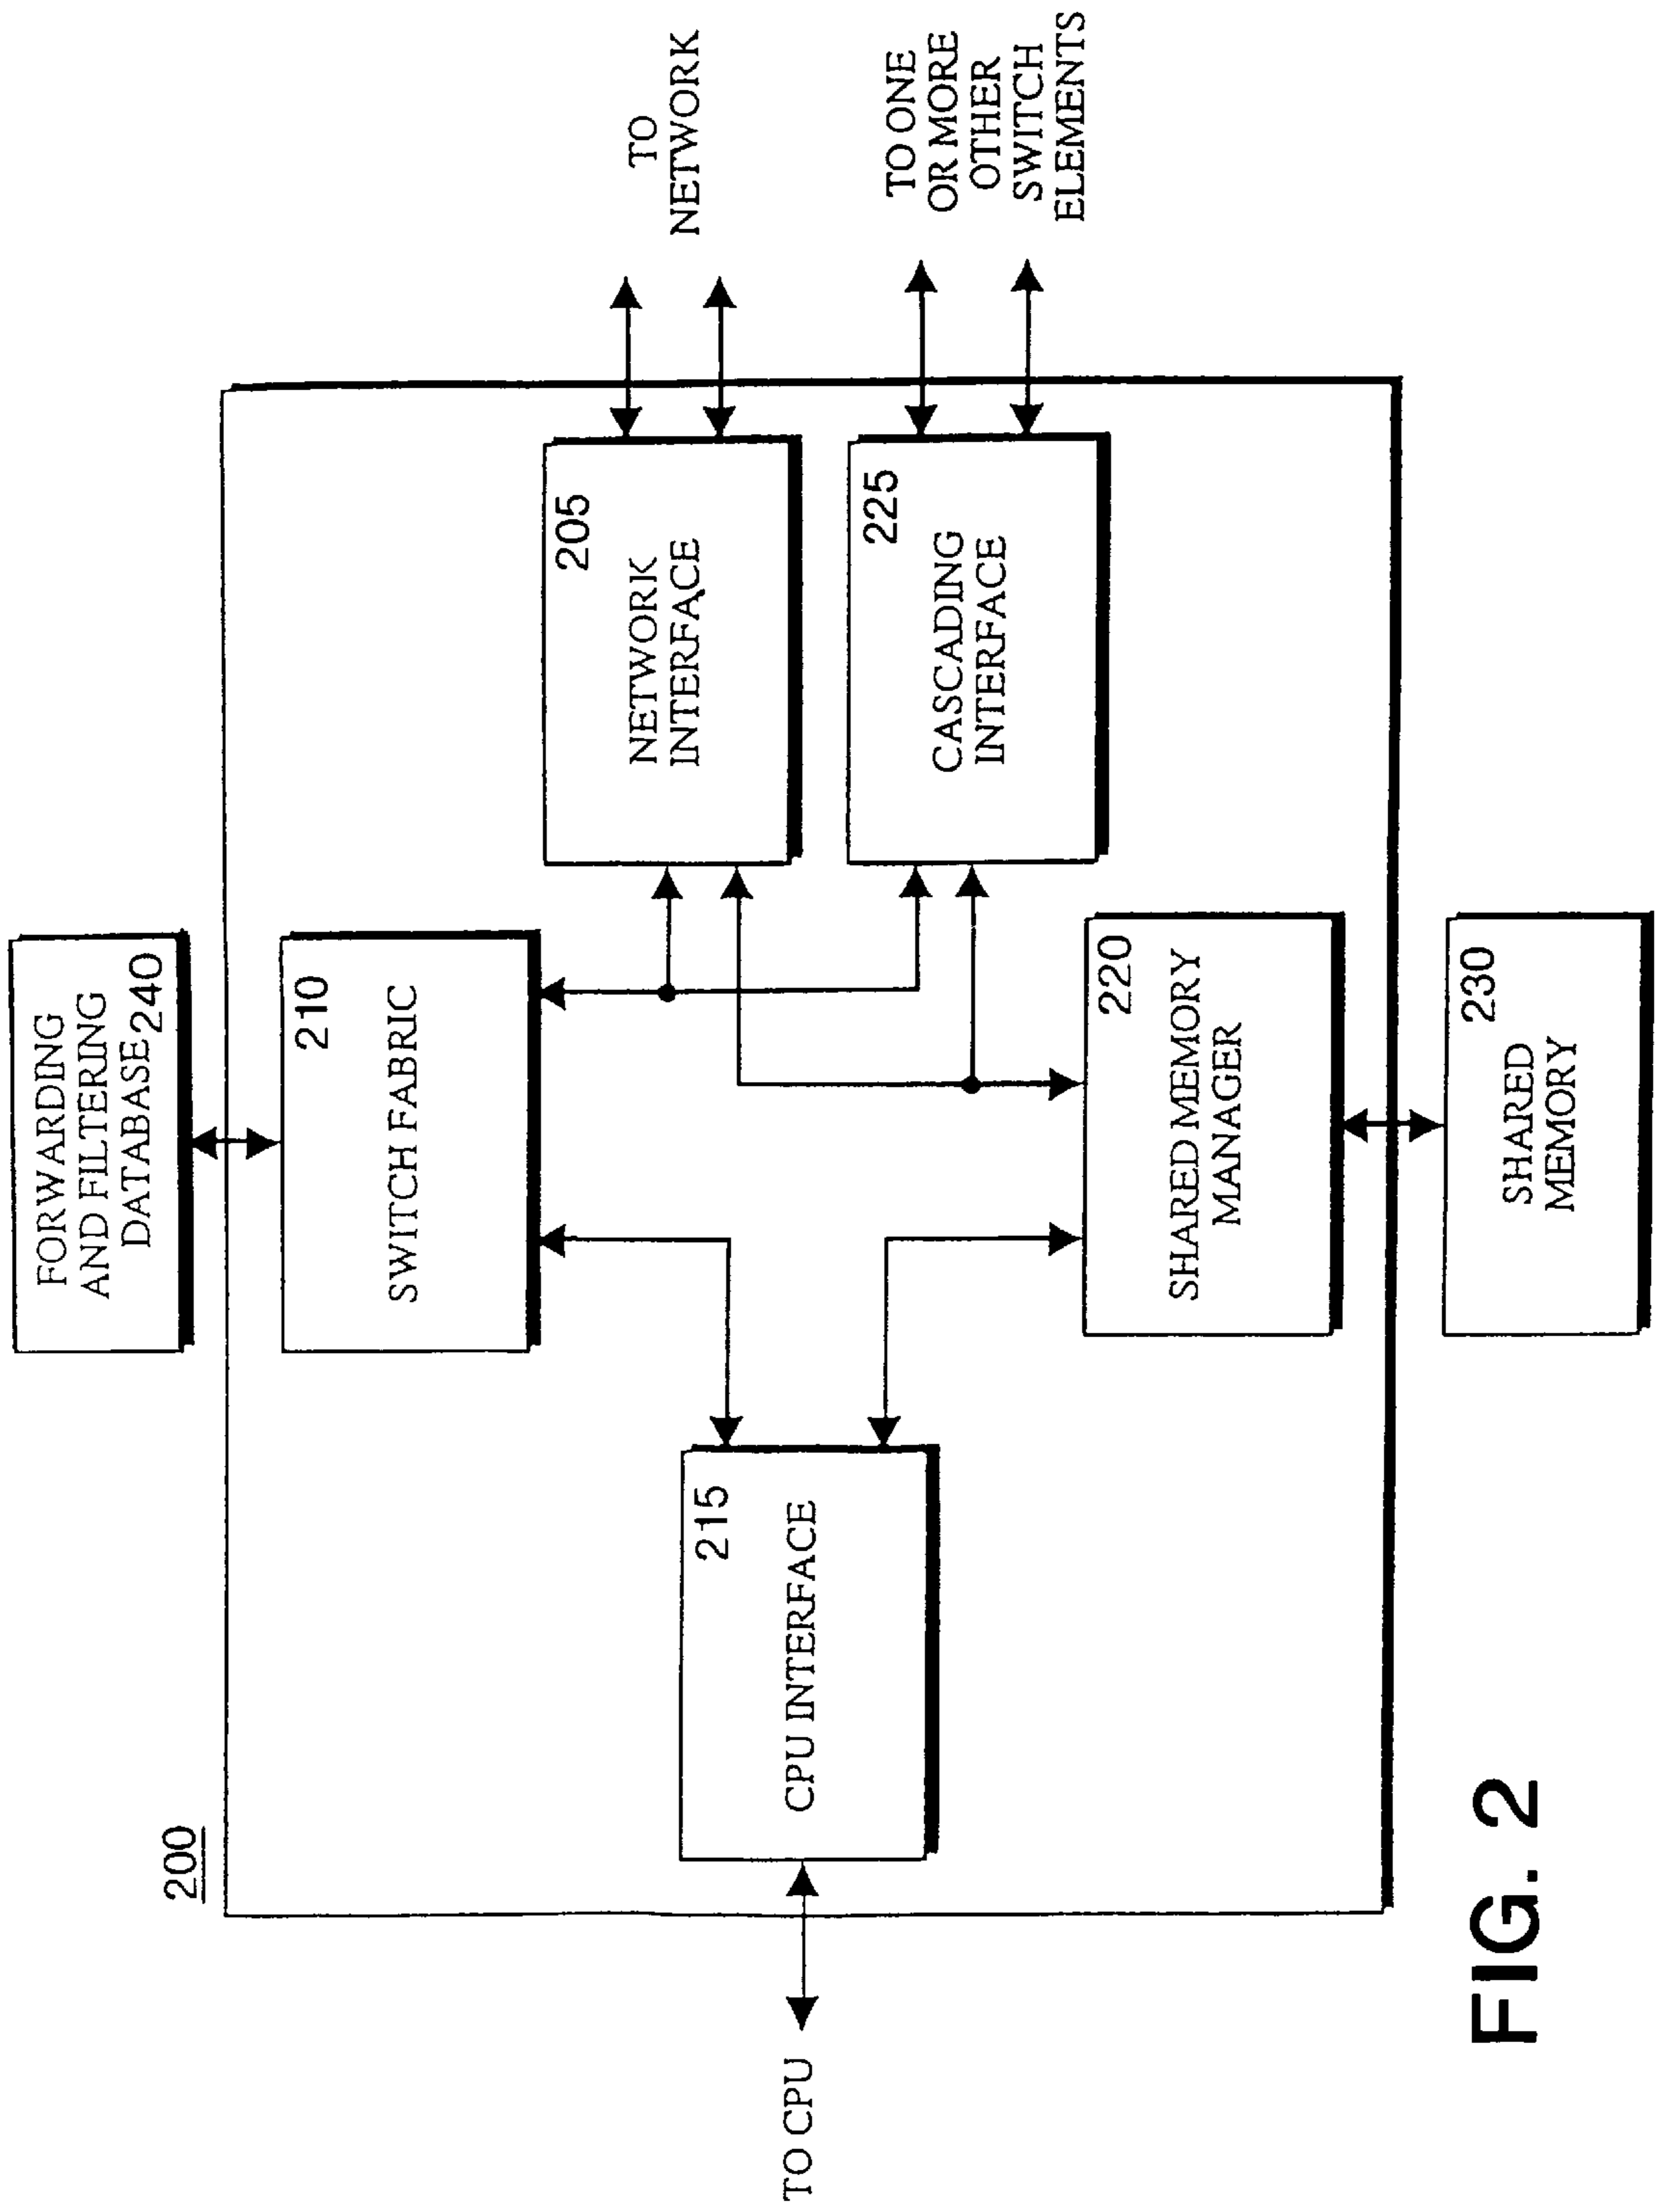 200
FORWARDING
AND FILTERING
DATABASE 240
210
SWITCH FABRIC
205
NETWORK
INTERFACE
TO
NETWORK
215
CPU INTERFACE
TO CPU
225
CASCADING
INTERFACE
TO ONE
OR MORE
OTHER
SWITCH
ELEMENTS
220
SHARED MEMORY
MANAGER
230
SHARED
MEMORY
FIG. 2